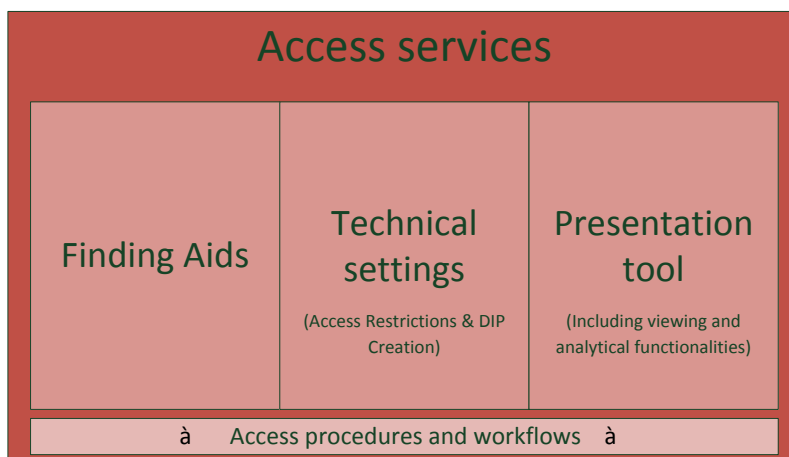 Access services
Finding Aids
Technical
settings
(Access Restrictions & DIP
Creation)
Presentation
tool
(Including viewing and
analytical functionalities)
à Access procedures and workflows à